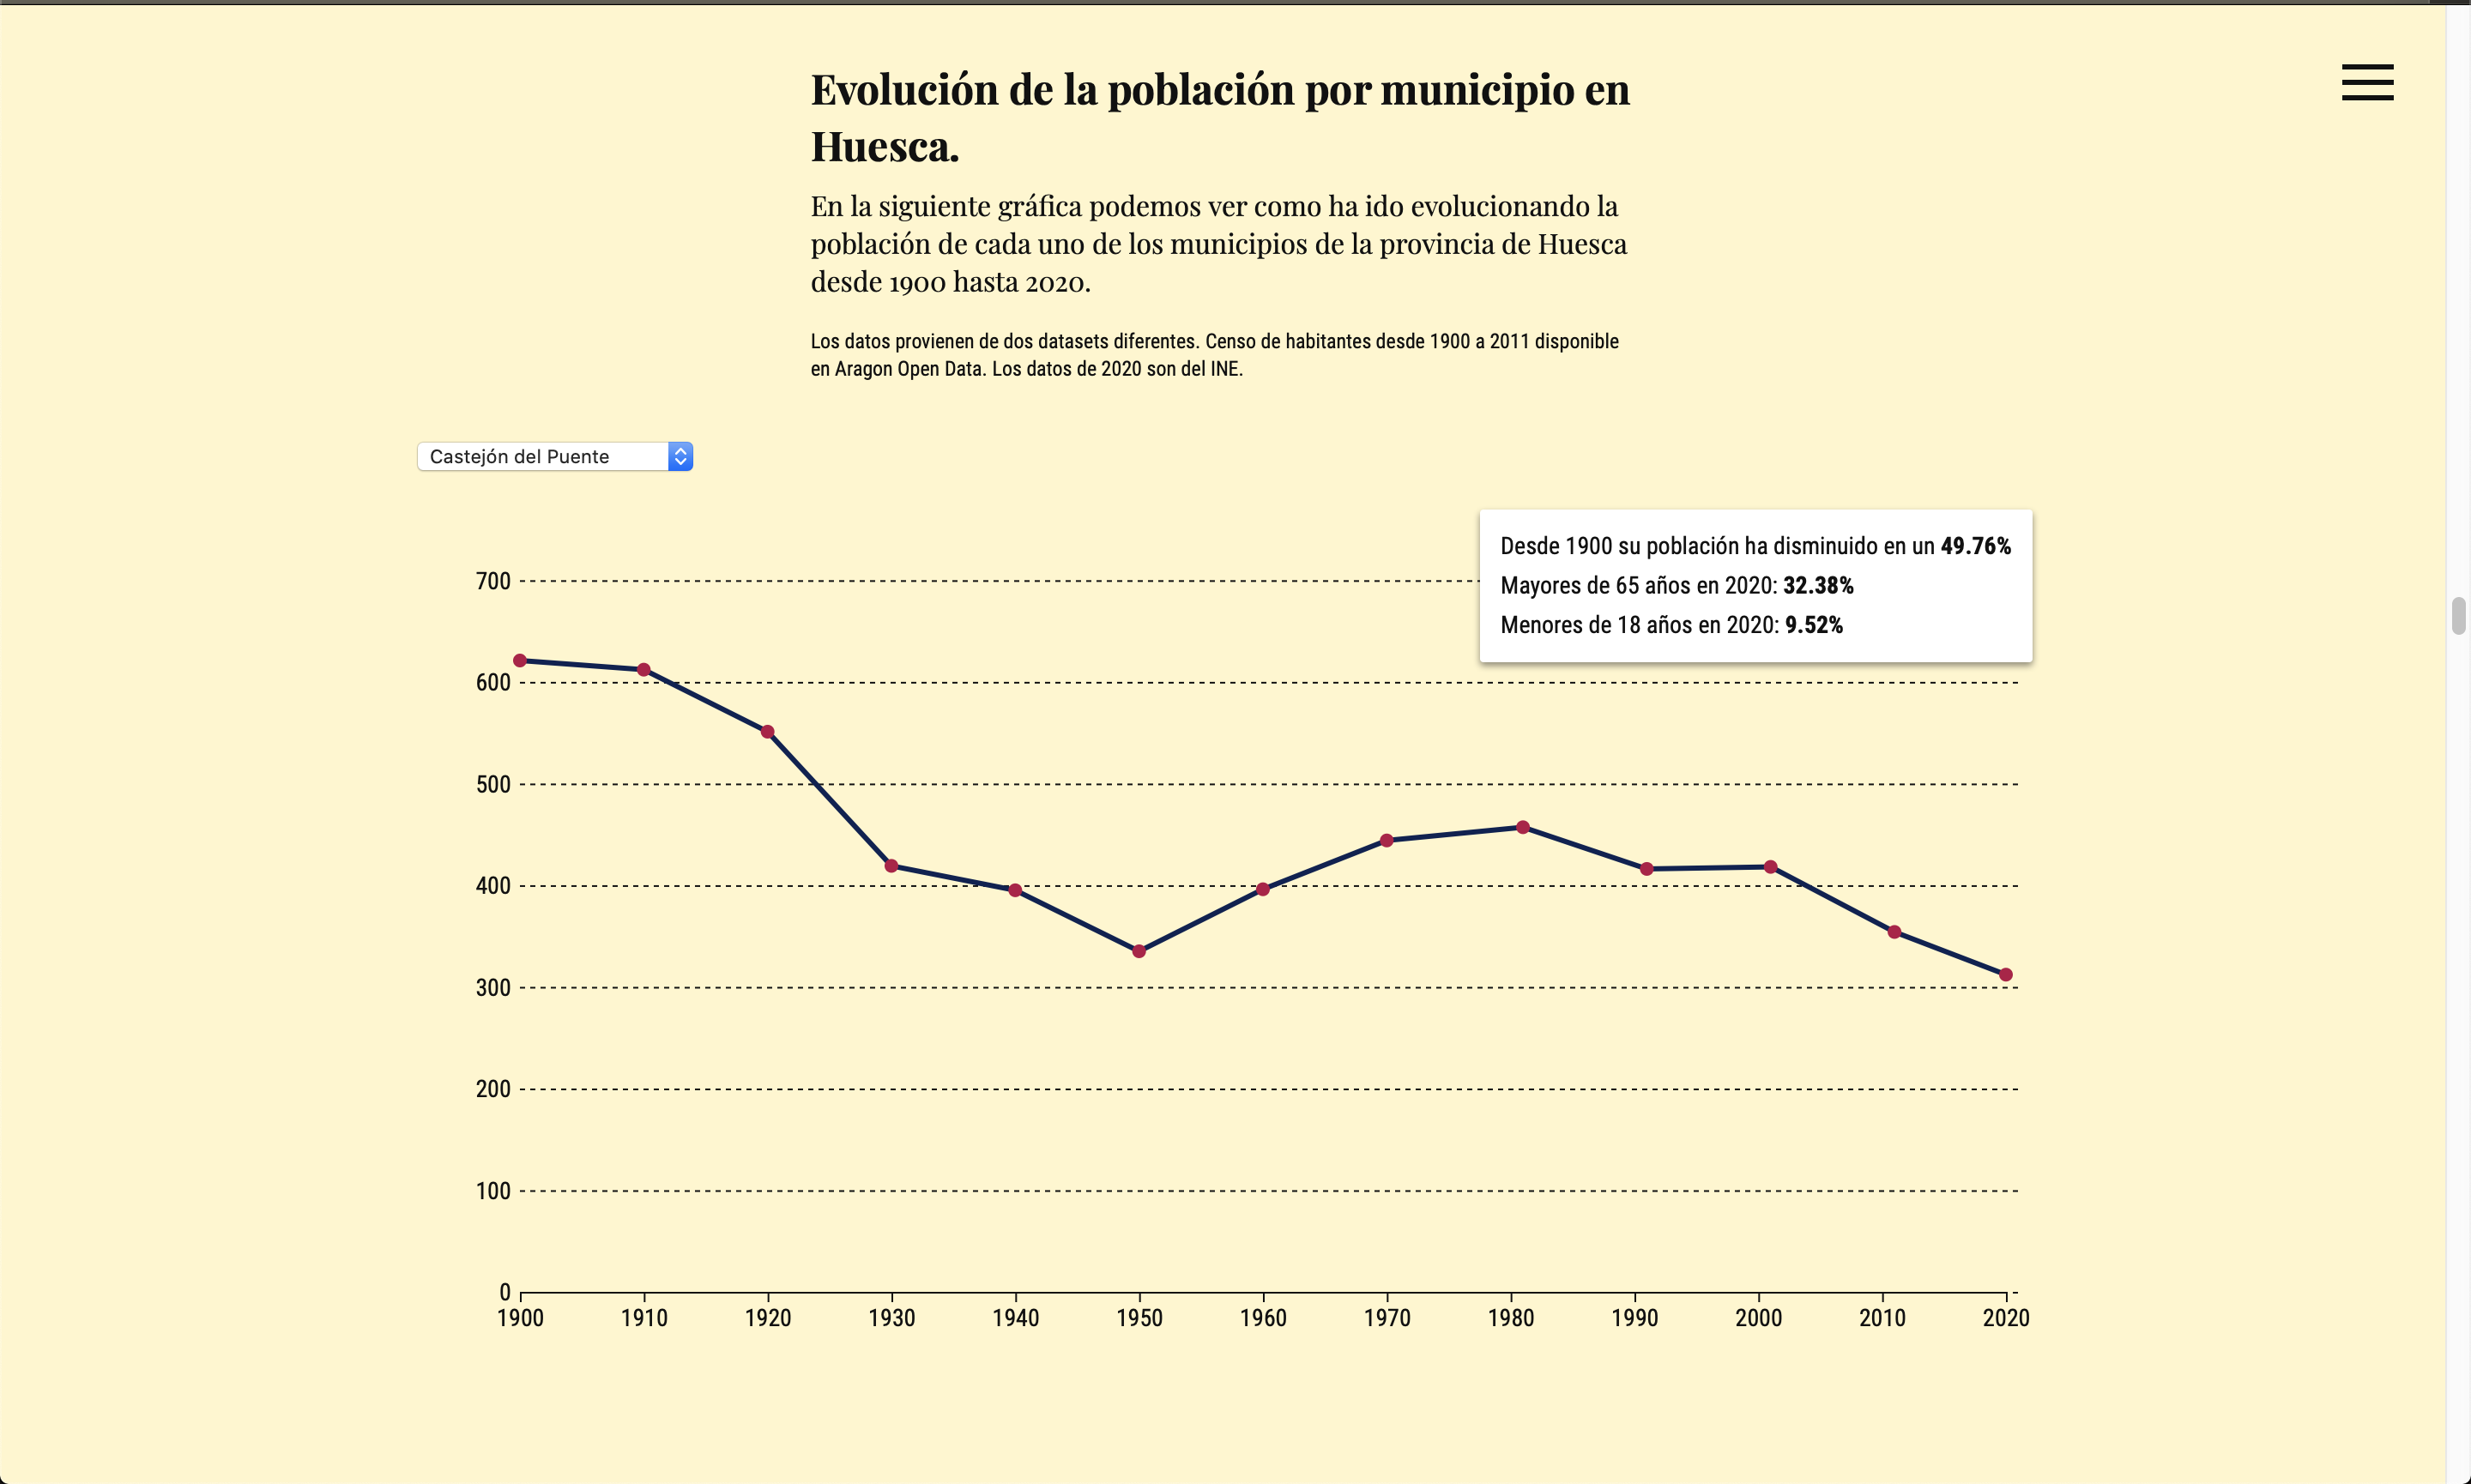 Evolución de la población por municipio en
Huesca.
En la siguiente gráfica podemos ver como ha ido evolucionando la
población de cada uno de los municipios de la provincia de Huesca
desde 1900 hasta 2020.
Los datos provienen de dos datasets diferentes. Censo de habitantes desde 1900 a 2011 disponible
en Aragon Open Data. Los datos de 2020 son del INE.
Castejón del Puente
Desde 1900 su población ha disminuido en un 49.76%
Mayores de 65 años en 2020: 32.38%
Menores de 18 años en 2020: 9.52%
700
600
500
400
300
200
100
0
1900 1910 1920 1930 1940 1950 1960 1970 1980 1990 2000 2010 2020